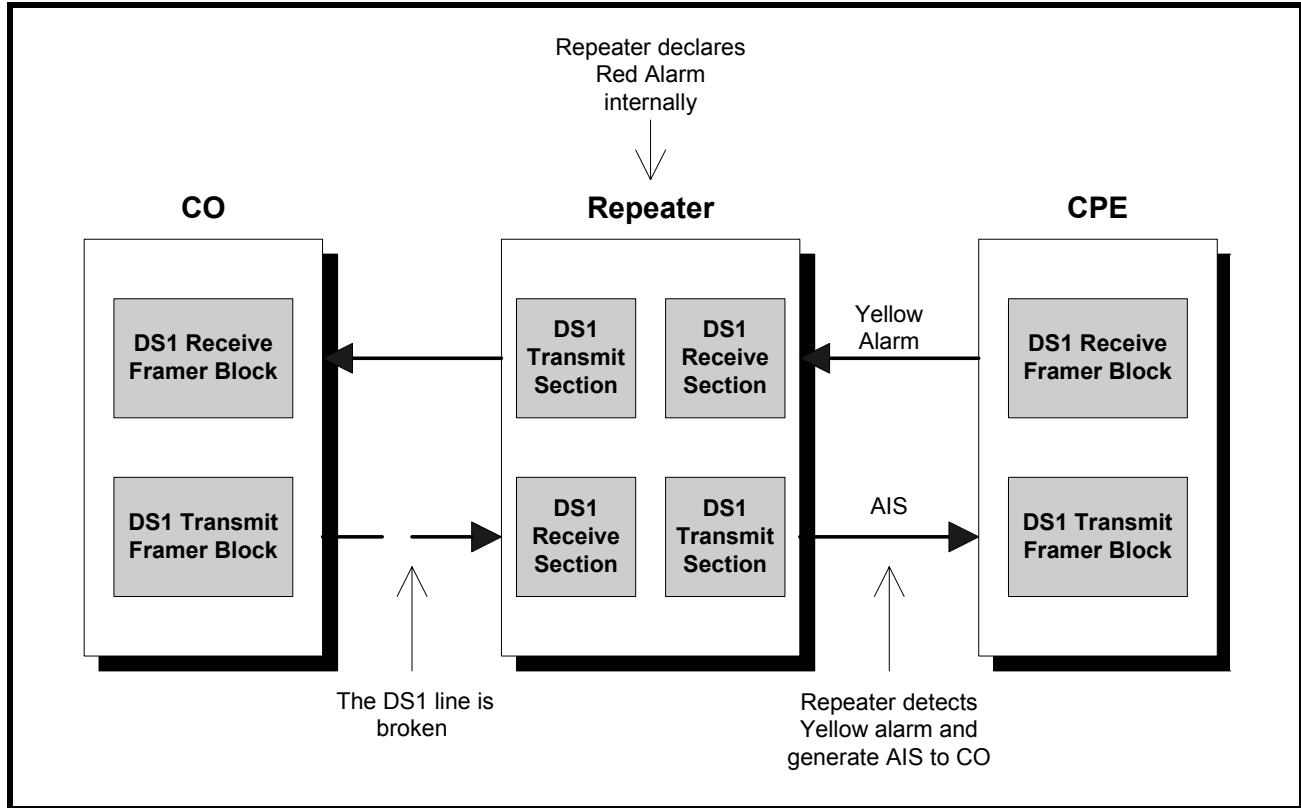 Repeater declares
Red Alarm
internally
CO
Repeater
CPE
DS1 Receive
Framer Block
DS1
Transmit
Section
DS1
Receive
Section
Yellow
Alarm
DS1 Receive
Framer Block
DS1 Transmit
Framer Block
DS1
Receive
Section
DS1
Transmit
Section
AIS
DS1 Transmit
Framer Block
The DS1 line is
broken
Repeater detects
Yellow alarm and
generate AIS to CO